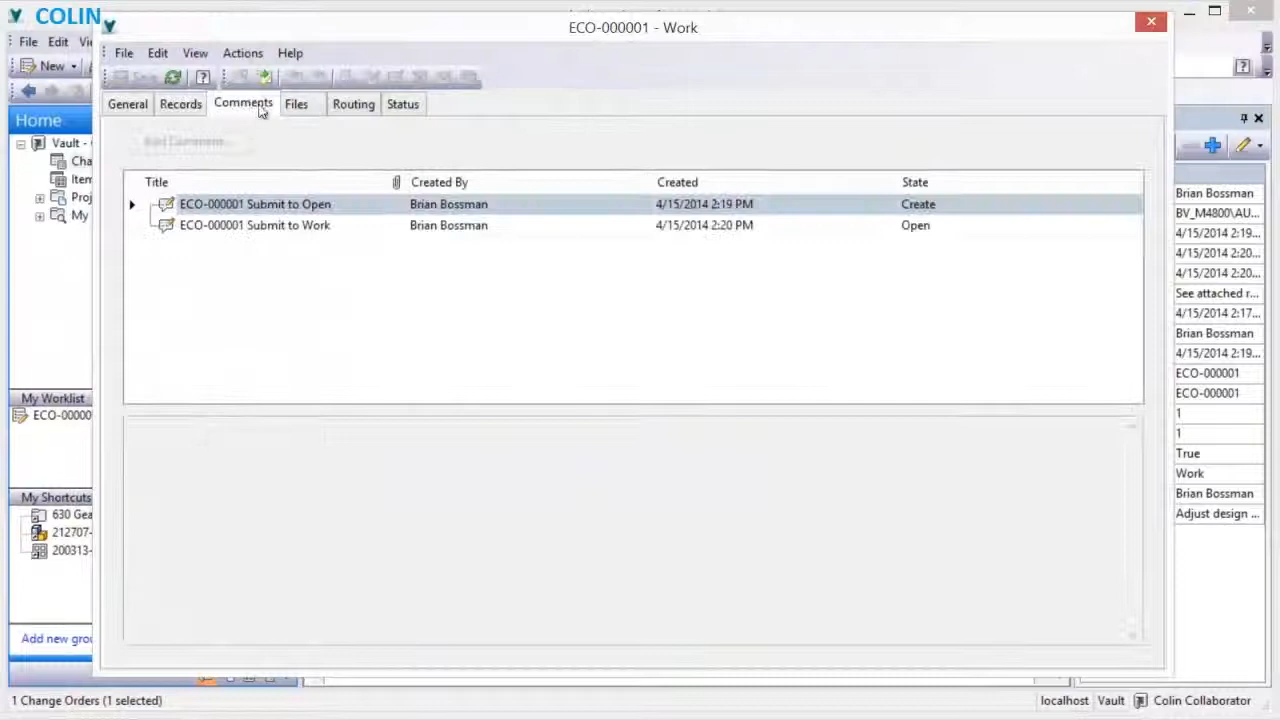 COLIN
ECO-000001 - Work
File Edit
File Edit View Actions Help
New
General Records Comments Files Routing Status
Home
Vault -
Add Comment...
Title Created By Created State
ECO-000001 Submit to Open Brian Bossman 4/15/2014 2:19 PM Create
ECO-000001 Submit to Work Brian Bossman 4/15/2014 2:20 PM Open
Cha
Item
Proj
My
Brian Bossman
BV_M4800\AU...
4/15/2014 2:19...
4/15/2014 2:20...
4/15/2014 2:20...
See attached r...
4/15/2014 2:17...
Brian Bossman
4/15/2014 2:19...
ECO-000001
ECO-000001
1
1
True
Work
Brian Bossman
Adjust design ...
My Worklist
ECO-00000
My Shortcuts
630 Gea
212707-
200313-
Add new grou
1 Change Orders (1 selected) localhost Vault Colin Collaborator